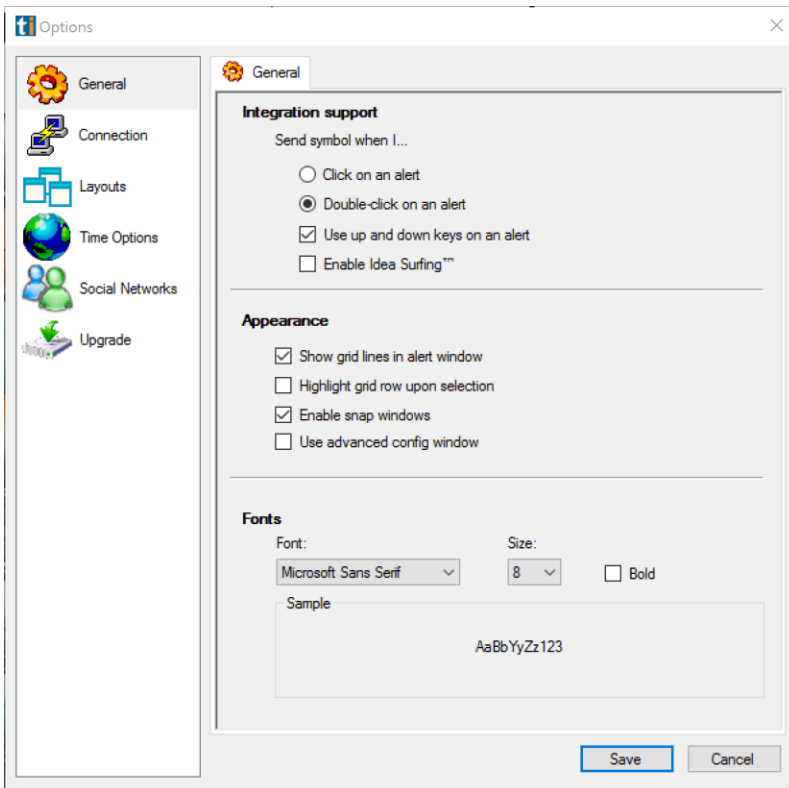 ti Options
General
Connection
Layouts
Time Options
Social Networks
Upgrade
General
Integration support
Send symbol when I...
Click on an alert
Double-click on an alert
Use up and down keys on an alert
Enable Idea Surfing™
Appearance
Show grid lines in alert window
Highlight grid row upon selection
Enable snap windows
Use advanced config window
Fonts
Font: Size:
Microsoft Sans Serif 8 Bold
Sample
AaBbYyZz123
Save Cancel